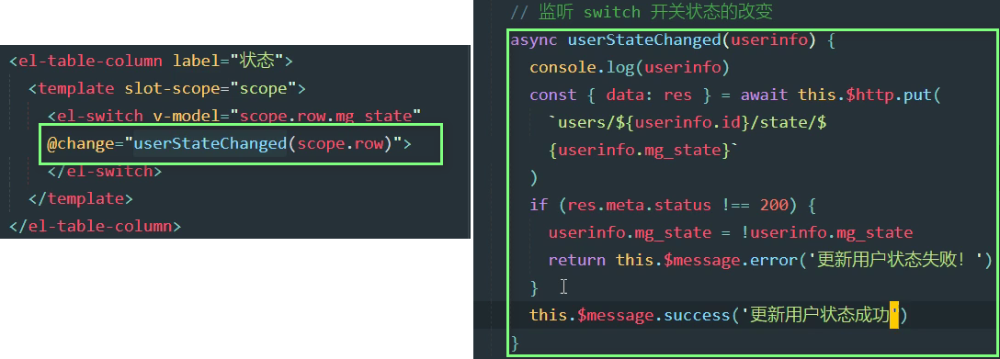 <el-table-column label="状态">
<template slot-scope="scope">
<el-switch v-model="scope.row.mg_state"
@change="userStateChanged(scope.row)">
</el-switch>
</template>
</el-table-column>
// 监听 switch 开关状态的改变
async userStateChanged(userinfo) {
console.log(userinfo)
const { data: res } = await this.$http.put(
`users/${userinfo.id}/state/$
{userinfo.mg_state}`
)
if (res.meta.status !== 200) {
userinfo.mg_state = !userinfo.mg_state
return this.$message.error('更新用户状态失败！')
}
this.$message.success('更新用户状态成功')
}